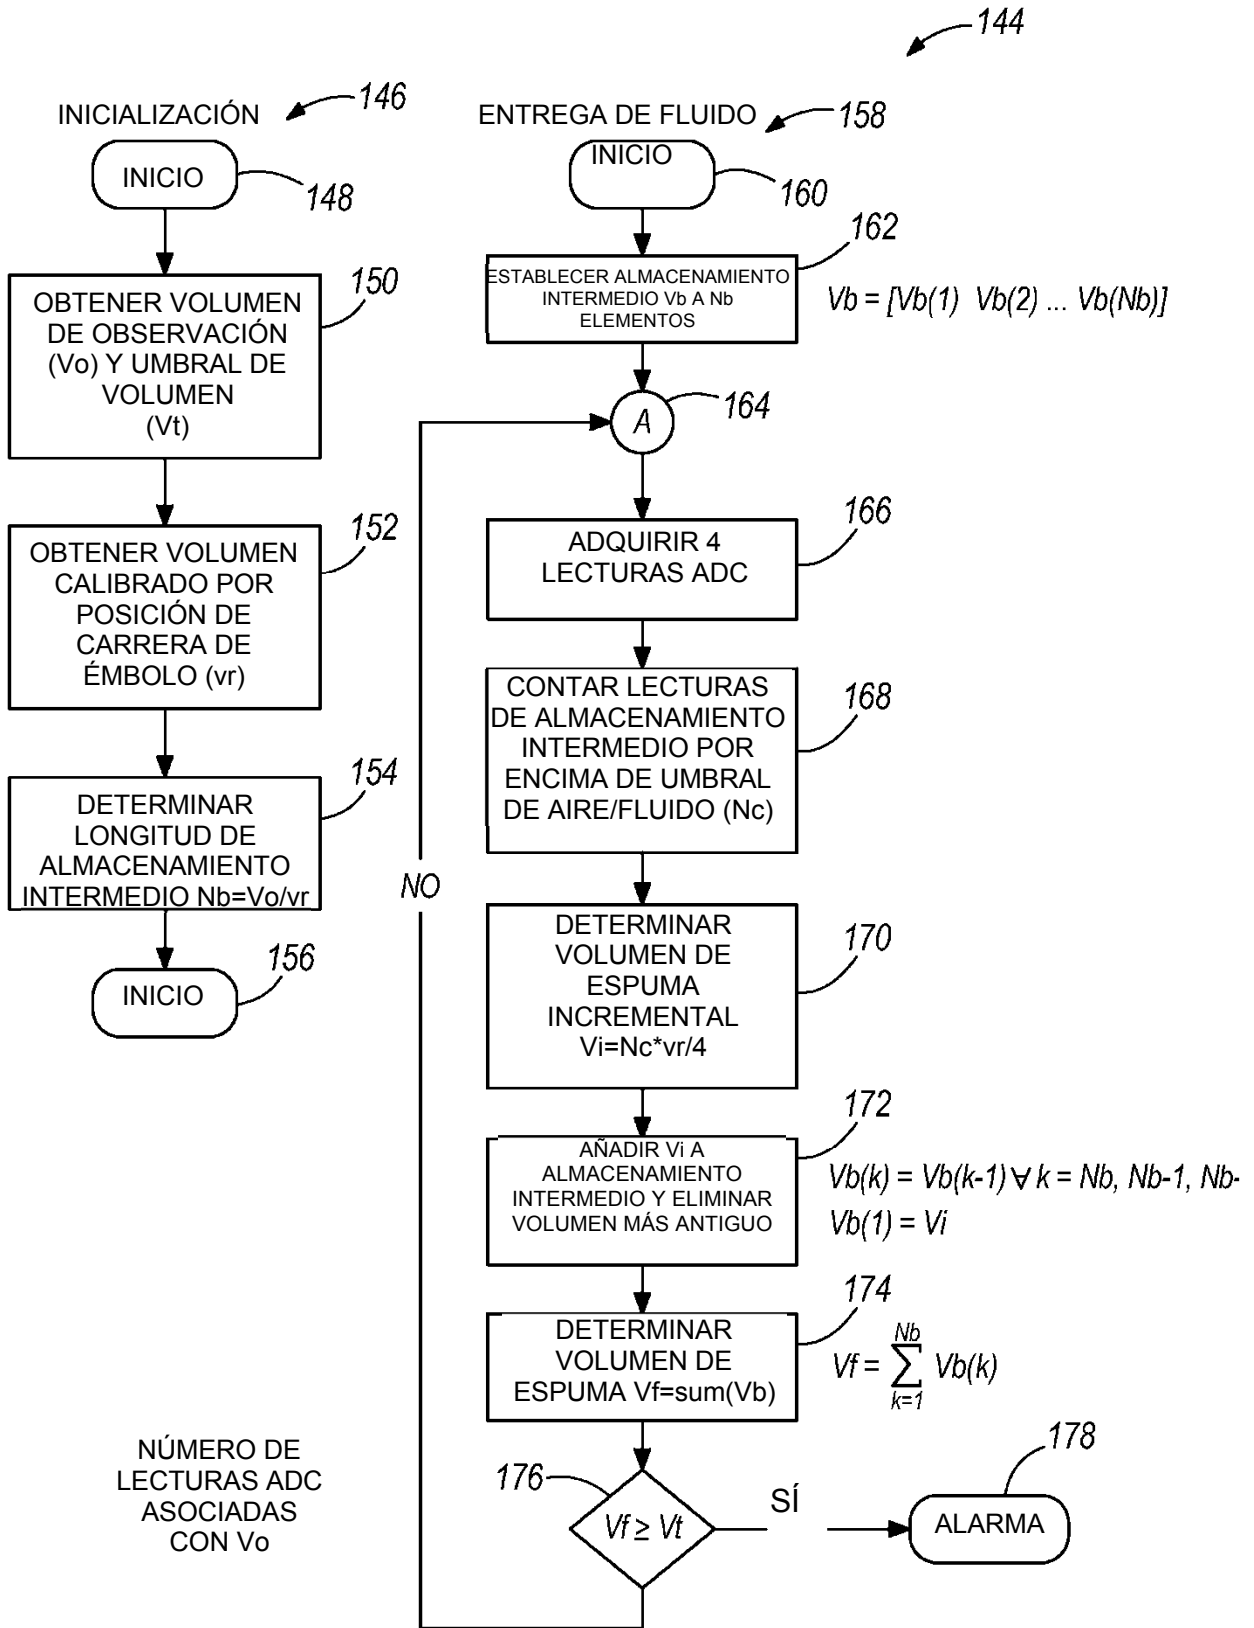 144
INICIALIZACIÓN
146
INICIO
148
OBTENER VOLUMEN
DE OBSERVACIÓN
(Vo) Y UMBRAL DE
VOLUMEN
(Vt)
150
OBTENER VOLUMEN
CALIBRADO POR
POSICIÓN DE
CARRERA DE
ÉMBOLO (vr)
152
DETERMINAR
LONGITUD DE
ALMACENAMIENTO
INTERMEDIO Nb=Vo/vr
154
INICIO
156
NÚMERO DE
LECTURAS ADC
ASOCIADAS
CON Vo
ENTREGA DE FLUIDO
158
INICIO
160
ESTABLECER ALMACENAMIENTO
INTERMEDIO Vb A Nb
ELEMENTOS
162
Vb = [Vb(1) Vb(2) ... Vb(Nb)]
A
164
ADQUIRIR 4
LECTURAS ADC
166
CONTAR LECTURAS
DE ALMACENAMIENTO
INTERMEDIO POR
ENCIMA DE UMBRAL
DE AIRE/FLUIDO (Nc)
168
NO
DETERMINAR
VOLUMEN DE
ESPUMA
INCREMENTAL
Vi=Nc*vr/4
170
AÑADIR Vi A
ALMACENAMIENTO
INTERMEDIO Y ELIMINAR
VOLUMEN MÁS ANTIGUO
172
Vb(k) = Vb(k-1) ∀ k = Nb, Nb-1, Nb-
Vb(1) = Vi
DETERMINAR
VOLUMEN DE
ESPUMA Vf=sum(Vb)
174
Vf = ∑ Vb(k)
Nb
k=1
176
Vf ≥ Vt
SÍ
ALARMA
178